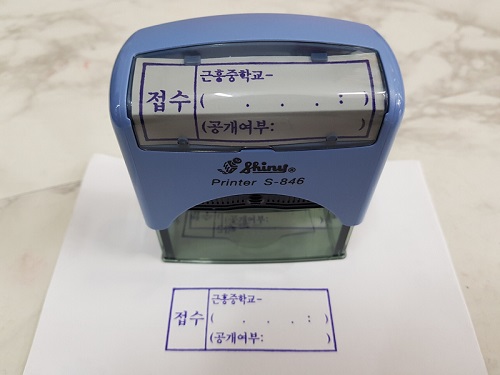 접수
근흥중학교-
( . . . : )
(공개여부: )
Shiny®
Printer S-846
접수
근흥중학교-
( . . . : )
(공개여부: )